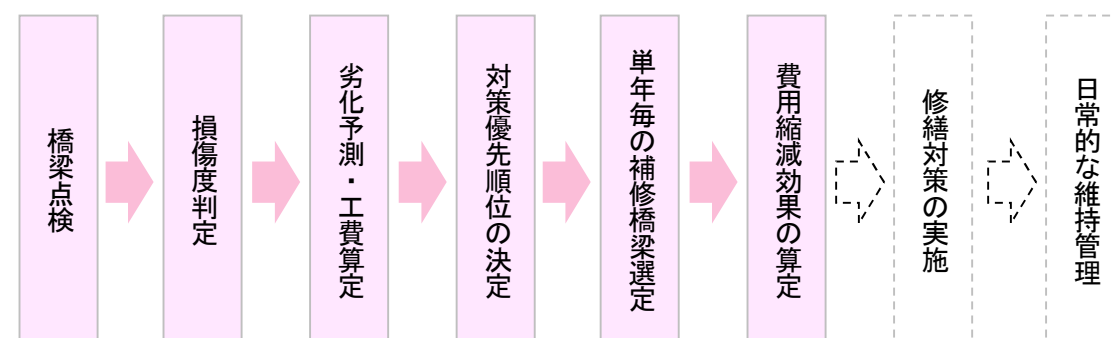 橋梁点検
損傷度判定
劣化予測・工費算定
対策優先順位の決定
単年毎の補修橋梁選定
費用縮減効果の算定
修繕対策の実施
日常的な維持管理